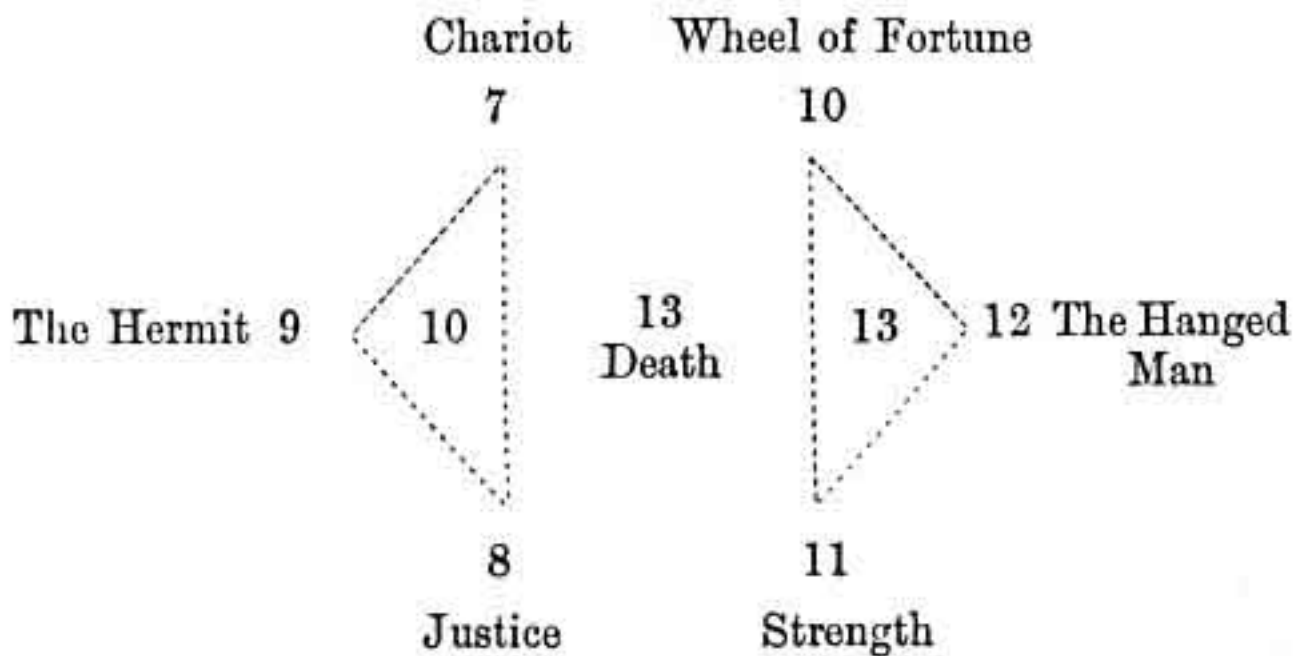 Chariot Wheel of Fortune
7 10
The Hermit 9 10 13 13 12 The Hanged
Death Man
8 11
Justice Strength